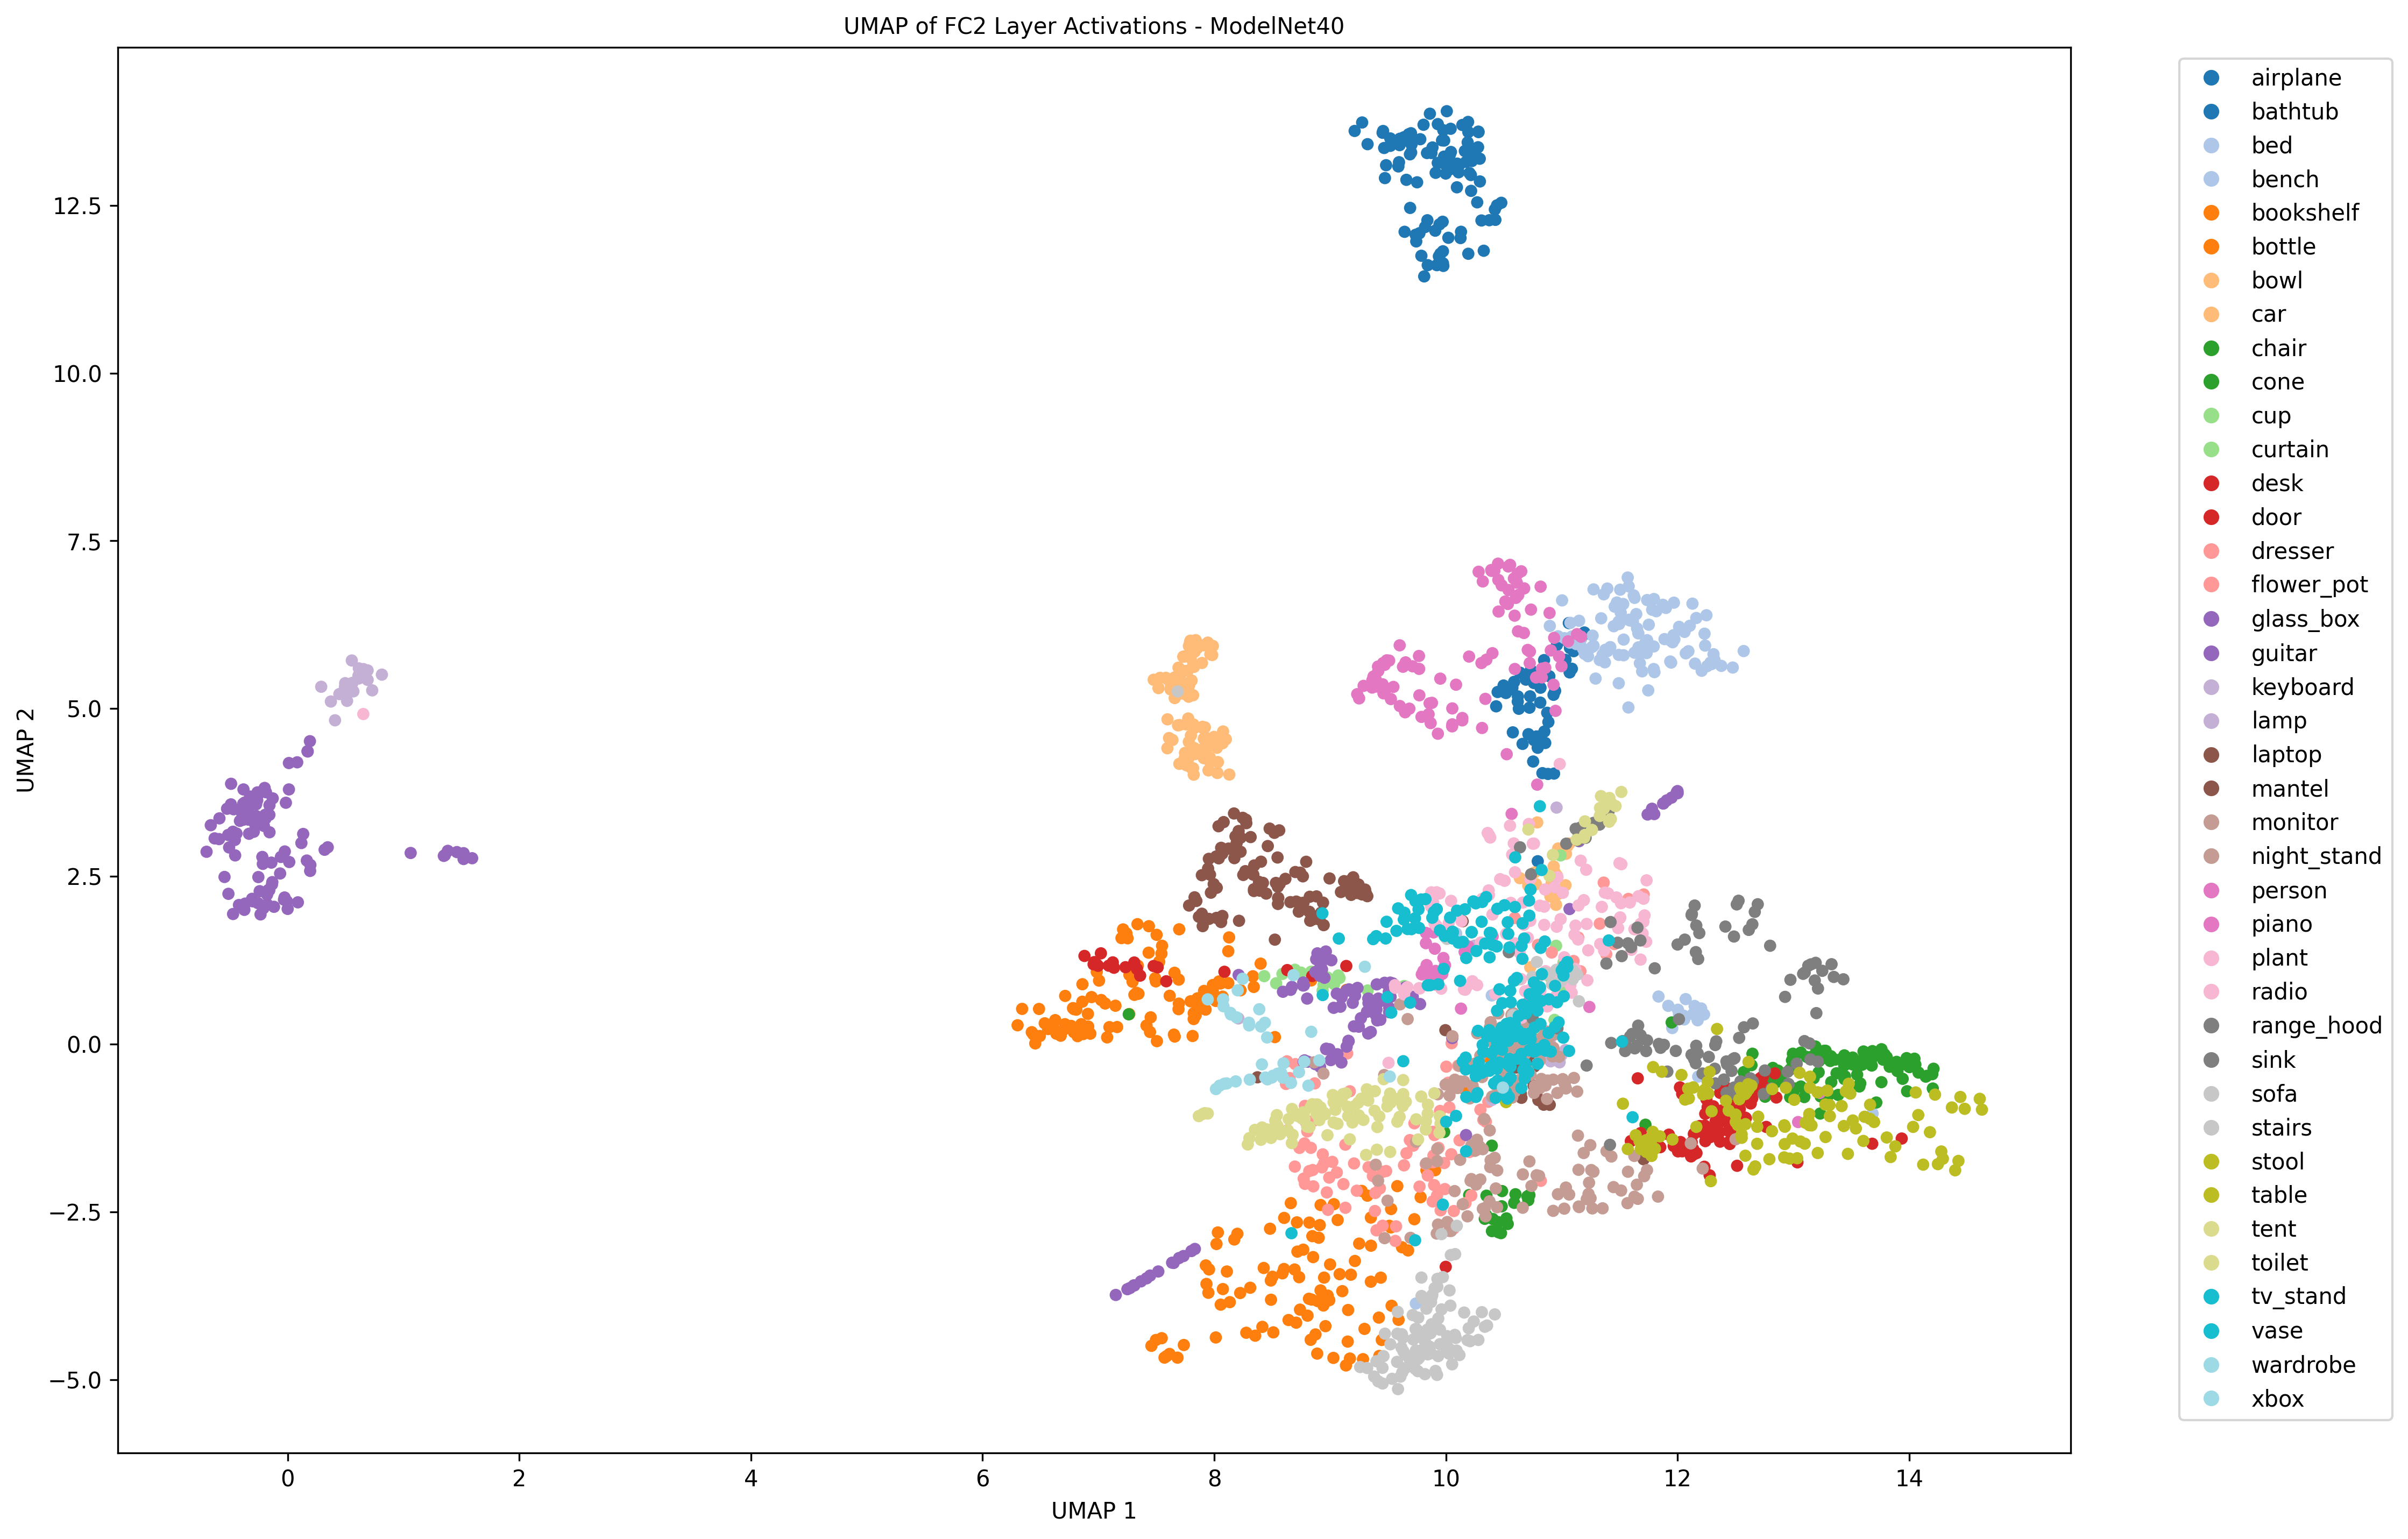 UMAP of FC2 Layer Activations - ModelNet40
UMAP 2
12.5
10.0
7.5
5.0
2.5
0.0
−2.5
−5.0
0
2
4
6
8
10
12
14
UMAP 1
airplane
bathtub
bed
bench
bookshelf
bottle
bowl
car
chair
cone
cup
curtain
desk
door
dresser
flower_pot
glass_box
guitar
keyboard
lamp
laptop
mantel
monitor
night_stand
person
piano
plant
radio
range_hood
sink
sofa
stairs
stool
table
tent
toilet
tv_stand
vase
wardrobe
xbox